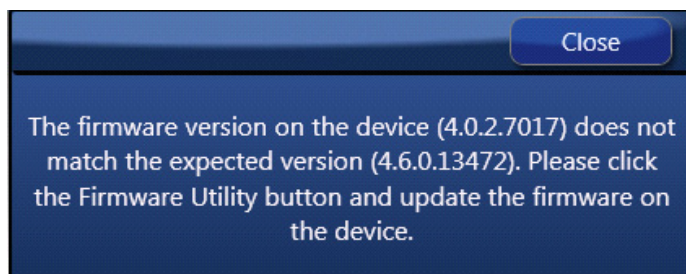 Close
The firmware version on the device (4.0.2.7017) does not
match the expected version (4.6.0.13472). Please click
the Firmware Utility button and update the firmware on
the device.